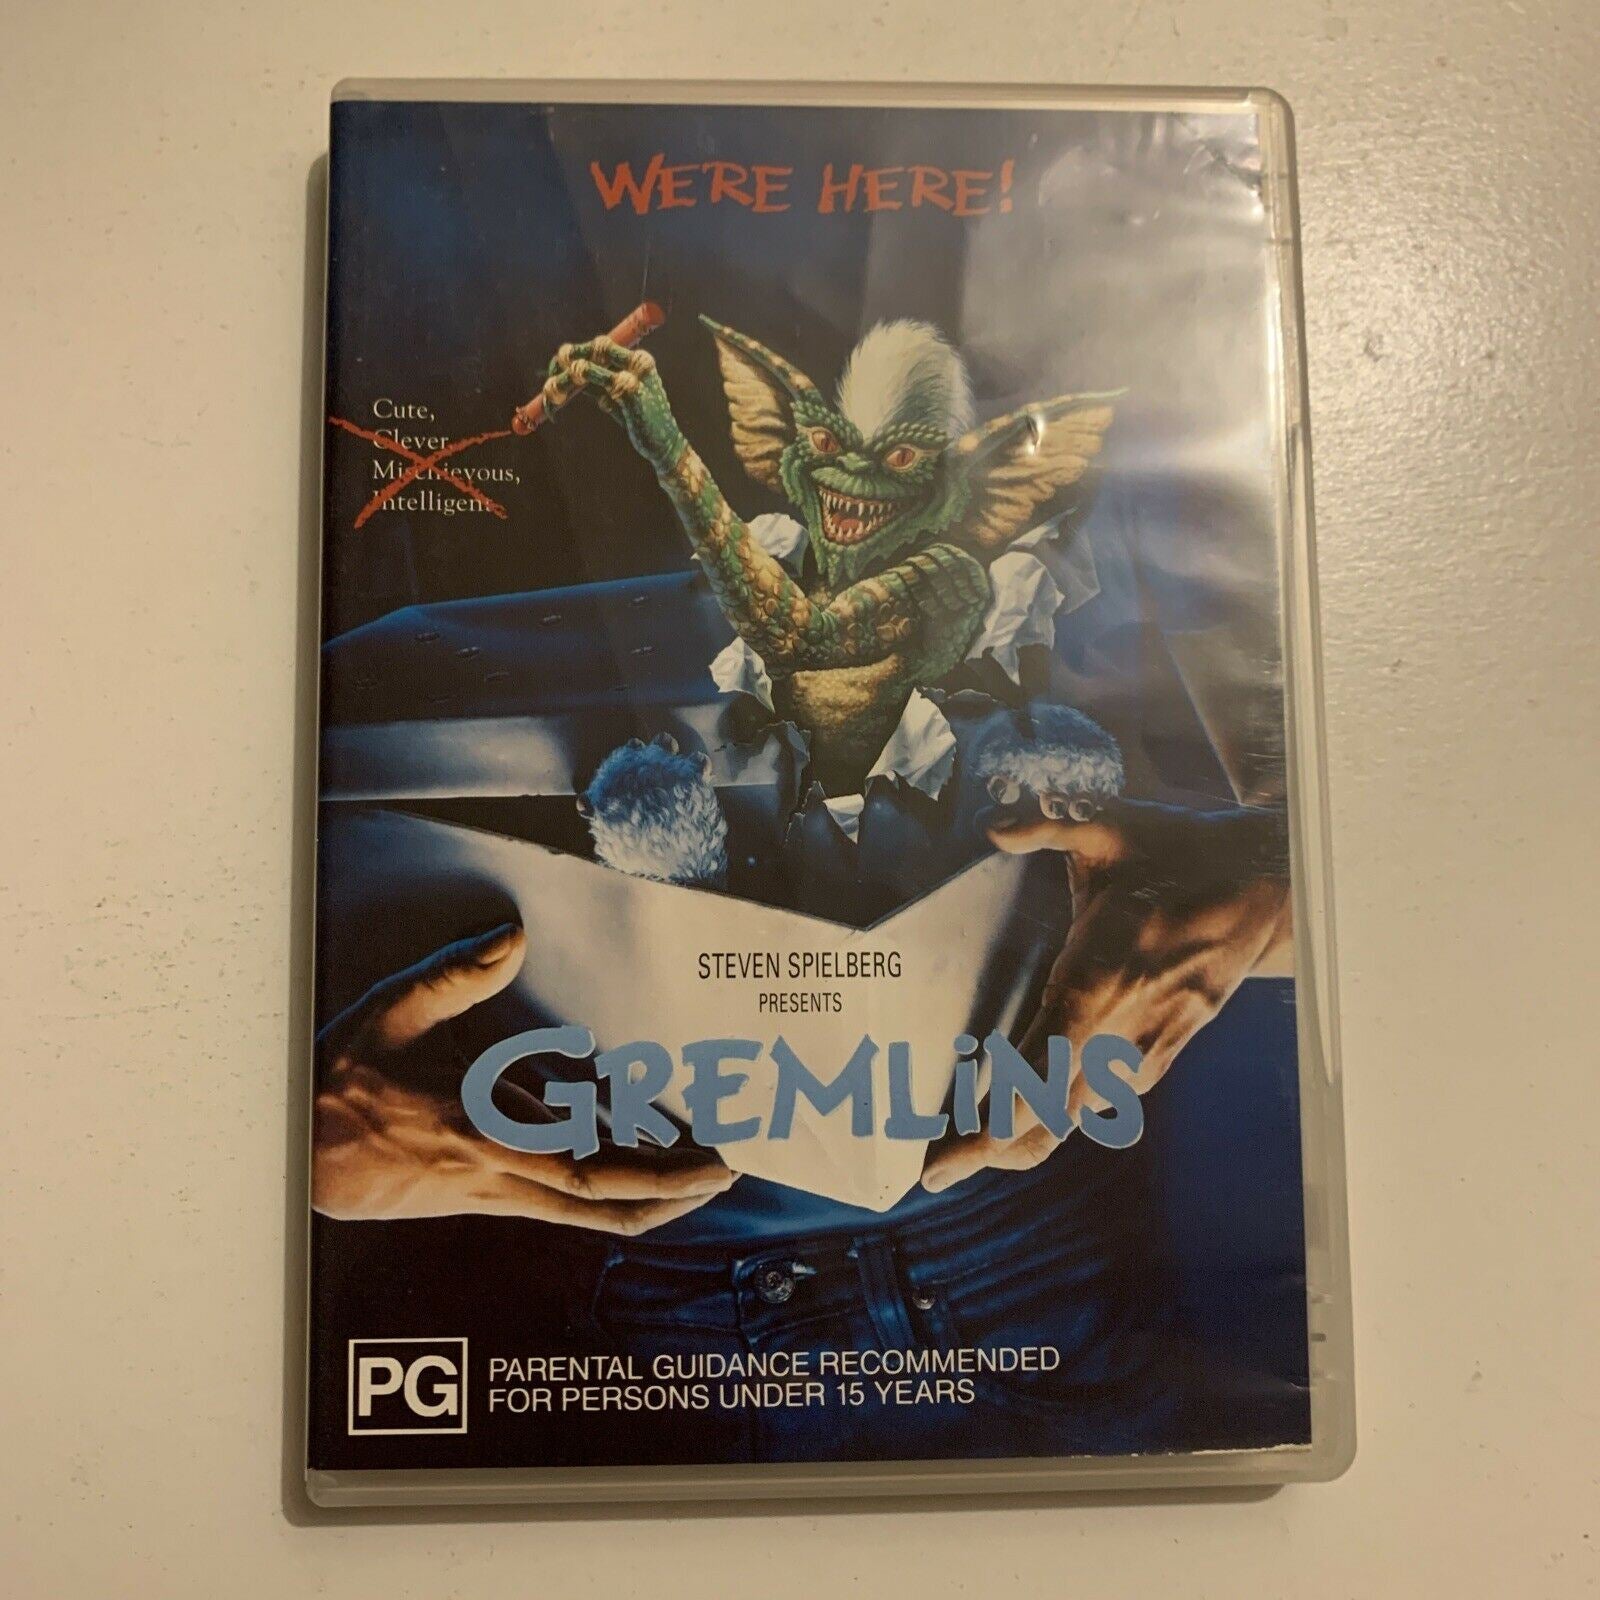 WE'RE HERE!
Cute,
Clever,
Mischievous,
Intelligent.
STEVEN SPIELBERG
PRESENTS
GREMLiNS
PG
PARENTAL GUIDANCE RECOMMENDED
FOR PERSONS UNDER 15 YEARS